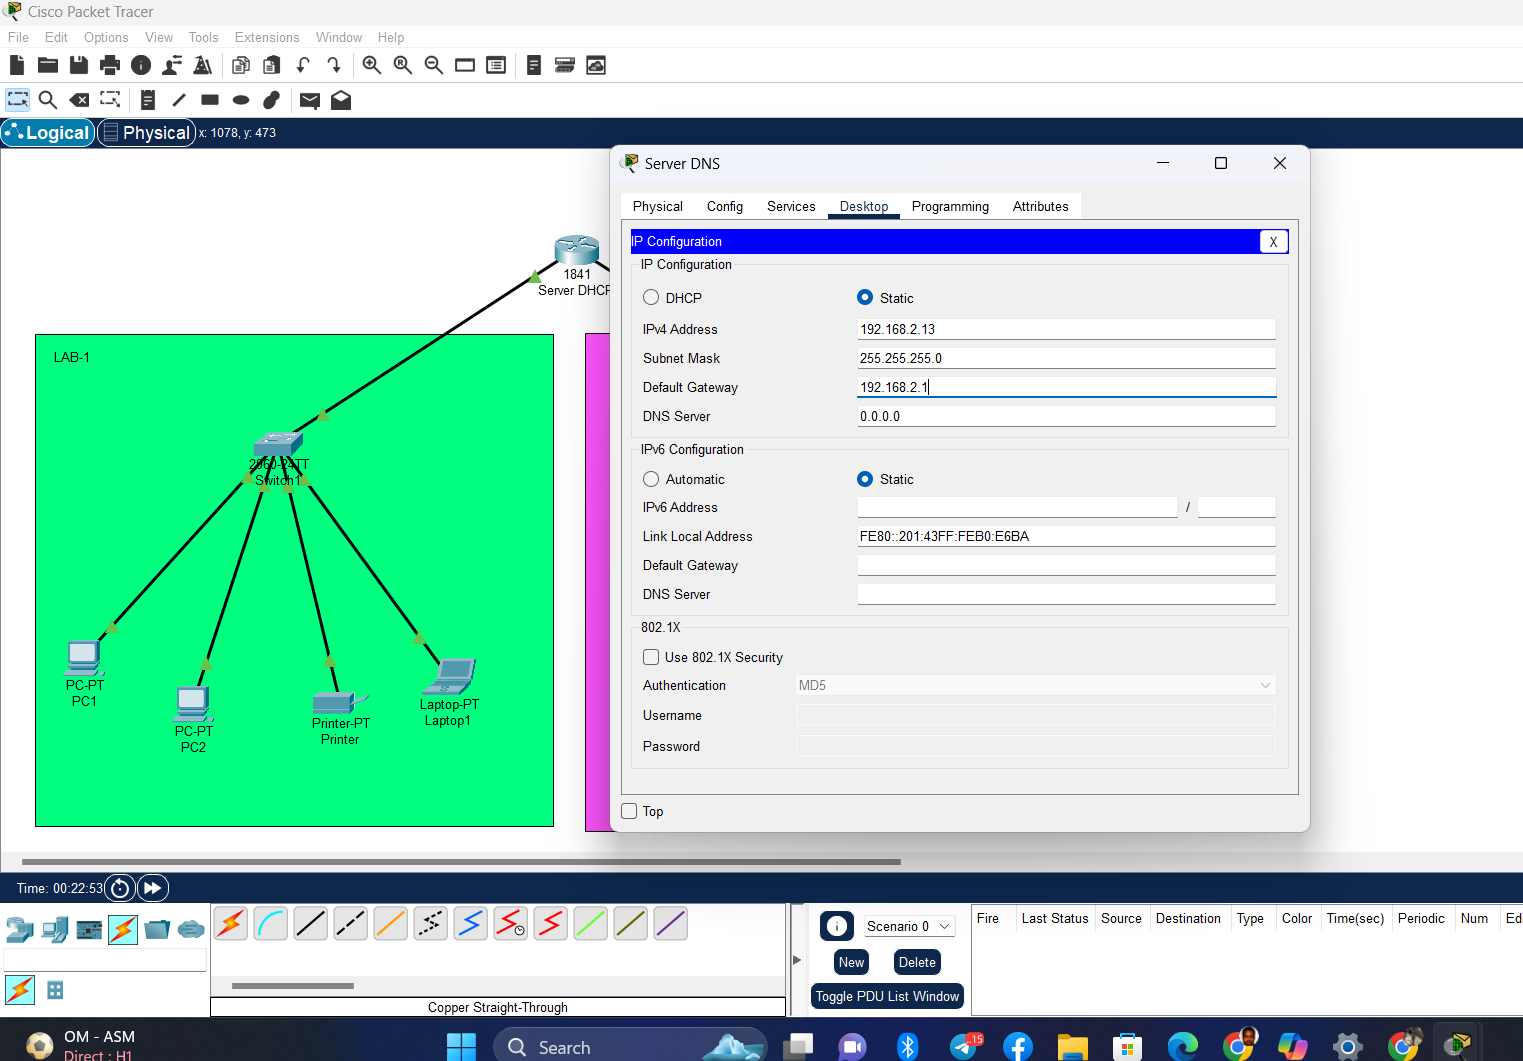 Cisco Packet Tracer
File Edit Options View Tools Extensions Window Help
Logical Physical x: 1078, y: 473
1841
Server DHCP
LAB-1
2960-24TT
Switch1
PC-PT
PC1
PC-PT
PC2
Printer-PT
Printer
Laptop-PT
Laptop1
Server DNS
Physical Config Services Desktop Programming Attributes
IP Configuration X
IP Configuration
DHCP Static
IPv4 Address 192.168.2.13
Subnet Mask 255.255.255.0
Default Gateway 192.168.2.1
DNS Server 0.0.0.0
IPv6 Configuration
Automatic Static
IPv6 Address /
Link Local Address FE80::201:43FF:FEB0:E6BA
Default Gateway
DNS Server
802.1X
Use 802.1X Security
Authentication MD5
Username
Password
Top
Time: 00:22:53
Copper Straight-Through
Scenario 0
New Delete
Toggle PDU List Window
Fire Last Status Source Destination Type Color Time(sec) Periodic Num Edi
OM - ASM
Direct : H1
Search
..15